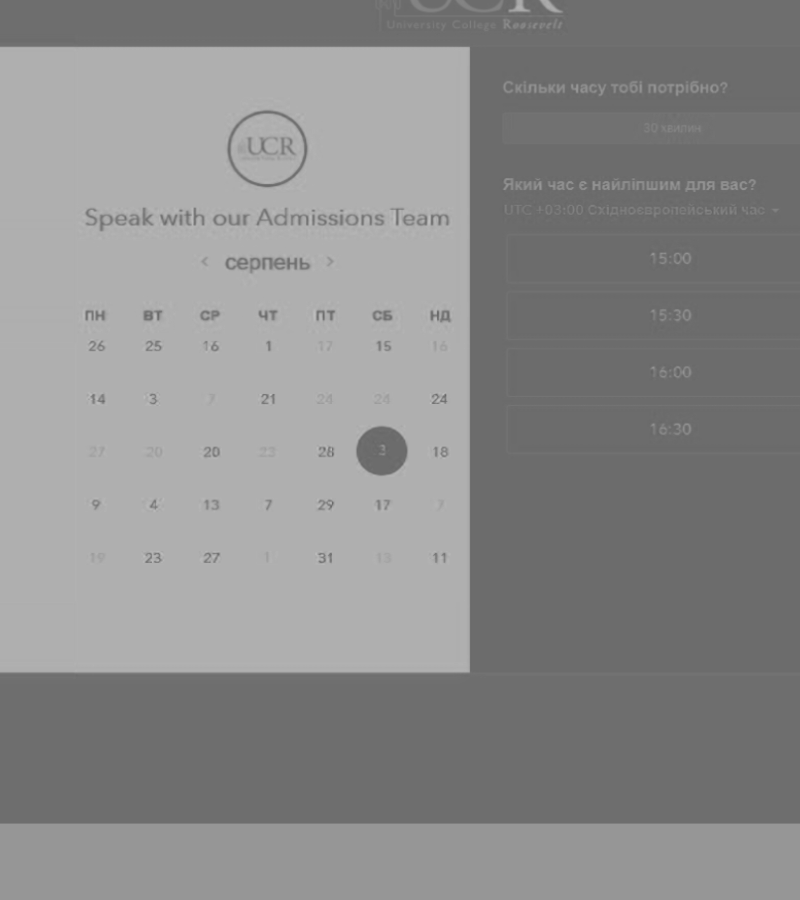 UCR
University College Roosevelt
UCR
Speak with our Admissions Team
‹ серпень ›
ПН ВТ СР ЧТ ПТ СБ НД
26 25 16 1 17 15 16
14 3 7 21 24 24 24
27 20 20 23 28 3 18
9 4 13 7 29 17 7
19 23 27 1 31 13 11
Скільки часу тобі потрібно?
30 хвилин
Який час є найліпшим для вас?
UTC +03:00 Східноєвропейський час
15:00
15:30
16:00
16:30